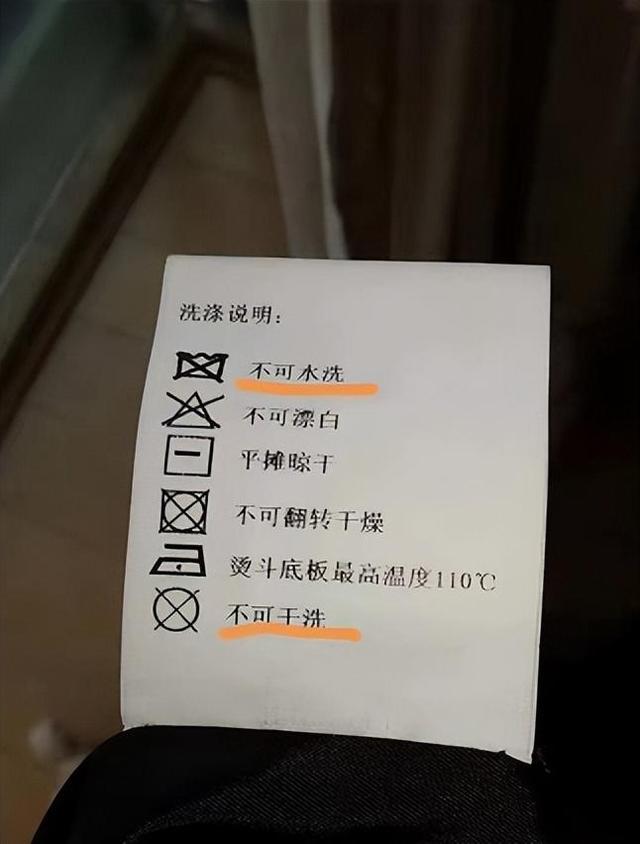 洗涤说明:
不可水洗
不可漂白
平摊晾干
不可翻转干燥
烫斗底板最高温度110℃
不可干洗